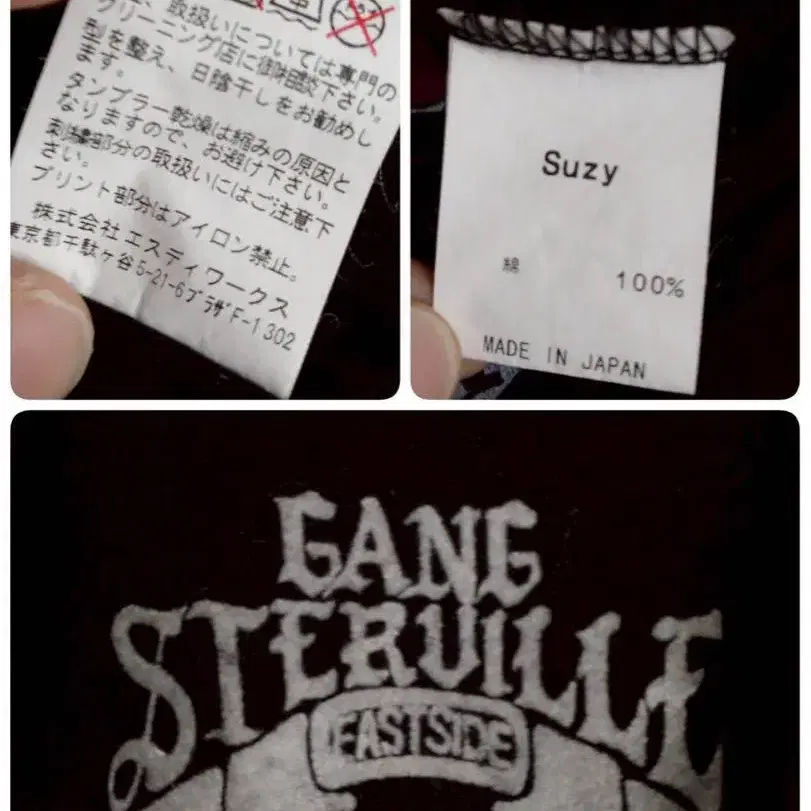 、取扱いについては専門の
クリーニング店に御相談下さい。
型を整え、日陰干しをお勧めし
ます。
タンブラー乾燥は縮みの原因と
なりますので、お避け下さい。
刺繍部分の取扱いにはご注意下
さい。
プリント部分はアイロン禁止。
株式会社エスティワークス
東京都千駄ヶ谷5-21-6プラザF-1302
Suzy
綿 100%
MADE IN JAPAN
GANG
STERVILLE
EASTSIDE